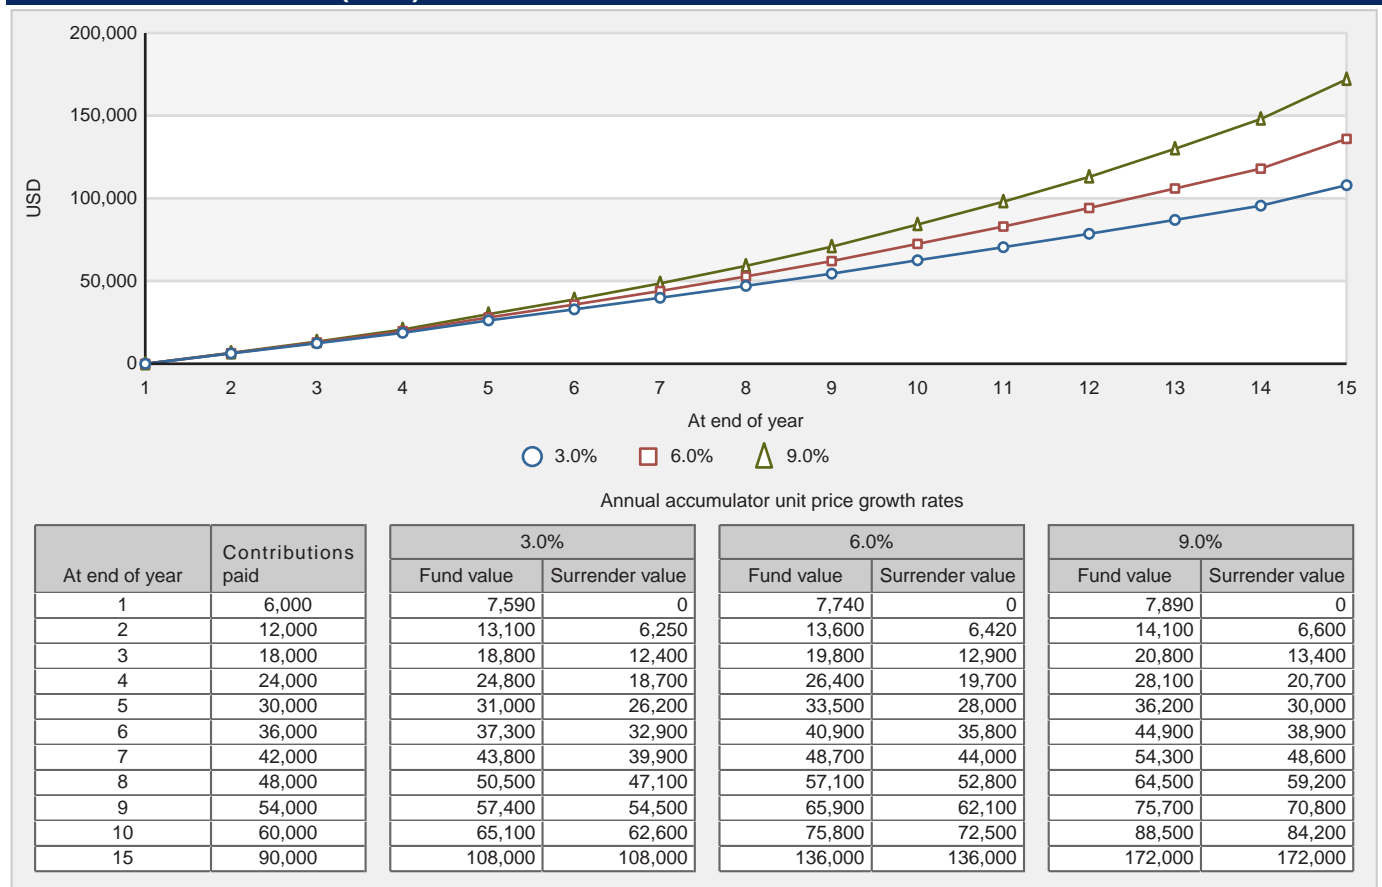 200,000
150,000
100,000
50,000
0
USD
1 2 3 4 5 6 7 8 9 10 11 12 13 14 15
At end of year
3.0% 6.0% 9.0%
Annual accumulator unit price growth rates
3.0% 6.0% 9.0%
Contributions
At end of year paid Fund value Surrender value Fund value Surrender value Fund value Surrender value
1 6,000 7,590 0 7,740 0 7,890 0
2 12,000 13,100 6,250 13,600 6,420 14,100 6,600
3 18,000 18,800 12,400 19,800 12,900 20,800 13,400
4 24,000 24,800 18,700 26,400 19,700 28,100 20,700
5 30,000 31,000 26,200 33,500 28,000 36,200 30,000
6 36,000 37,300 32,900 40,900 35,800 44,900 38,900
7 42,000 43,800 39,900 48,700 44,000 54,300 48,600
8 48,000 50,500 47,100 57,100 52,800 64,500 59,200
9 54,000 57,400 54,500 65,900 62,100 75,700 70,800
10 60,000 65,100 62,600 75,800 72,500 88,500 84,200
15 90,000 108,000 108,000 136,000 136,000 172,000 172,000